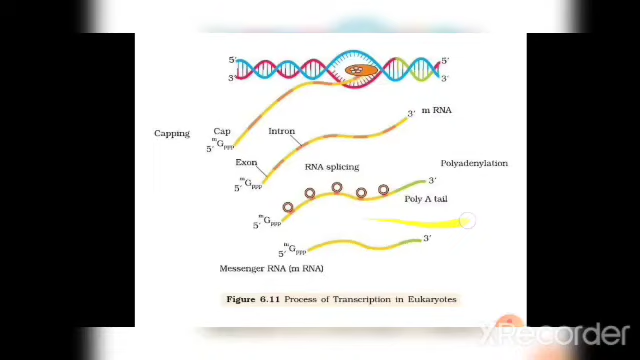 5′ 5′
3′ 3′
3′ m RNA
Capping Cap Intron
5′ mGppp
Exon RNA splicing Polyadenylation
5′ mGppp 3′
Poly A tail
5′ mGppp
5′ mGppp 3′
Messenger RNA (m RNA)
Figure 6.11 Process of Transcription in Eukaryotes
XRecorder